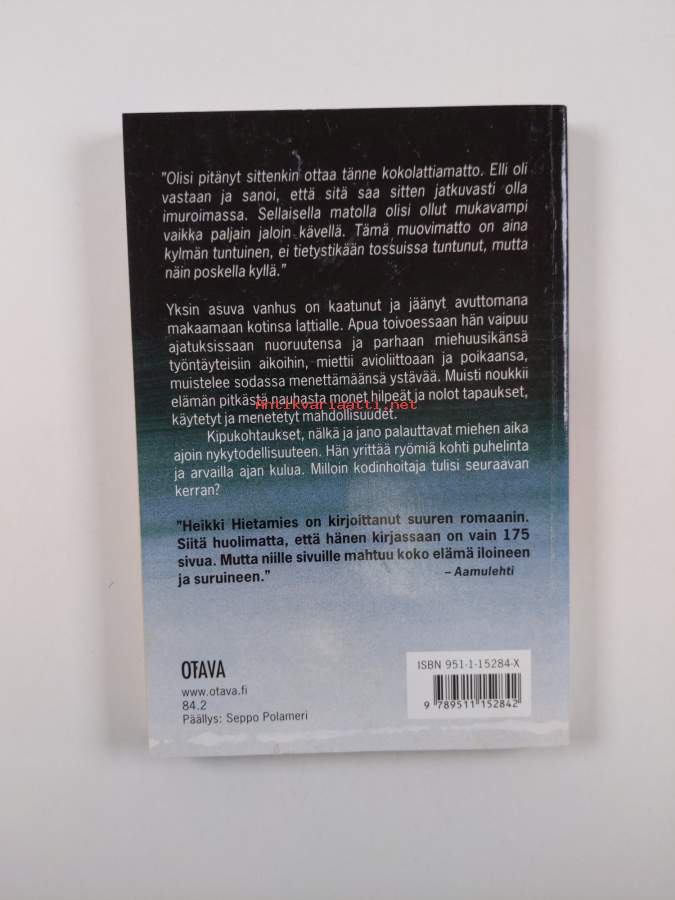 "Olisi pitänyt sittenkin ottaa tänne kokolattiamatto. Elli oli
vastaan ja sanoi, että sitä saa sitten jatkuvasti olla
imuroimassa. Sellaisella matolla olisi ollut mukavampi
vaikka paljain jaloin kävellä. Tämä muovimatto on aina
kylmän tuntuinen, ei tietystikään tossuissa tuntunut, mutta
näin poskella kyllä."
Yksin asuva vanhus on kaatunut ja jäänyt avuttomana
makaamaan kotinsa lattialle. Apua toivoessaan hän vaipuu
ajatuksissaan nuoruutensa ja parhaan miehuusikänsä
työntäyteisiin aikoihin, miettii avioliittoaan ja poikaansa,
muistelee sodassa menettämäänsä ystävää. Muisti noukkii
elämän pitkästä nauhasta monet hilpeät ja nolot tapaukset,
Antikvariaatti.net
käytetyt ja menetetyt mahdollisuudet.
Kipukohtaukset, nälkä ja jano palauttavat miehen aika
ajoin nykytodellisuuteen. Hän yrittää ryömiä kohti puhelinta
ja arvailla ajan kulua. Milloin kodinhoitaja tulisi seuraavan
kerran?
"Heikki Hietamies on kirjoittanut suuren romaanin.
Siitä huolimatta, että hänen kirjassaan on vain 175
sivua. Mutta niille sivuille mahtuu koko elämä iloineen
ja suruineen."
– Aamulehti
OTAVA
www.otava.fi
84.2
Päällys: Seppo Polameri
ISBN 951-1-15284-X
9 789511 152842